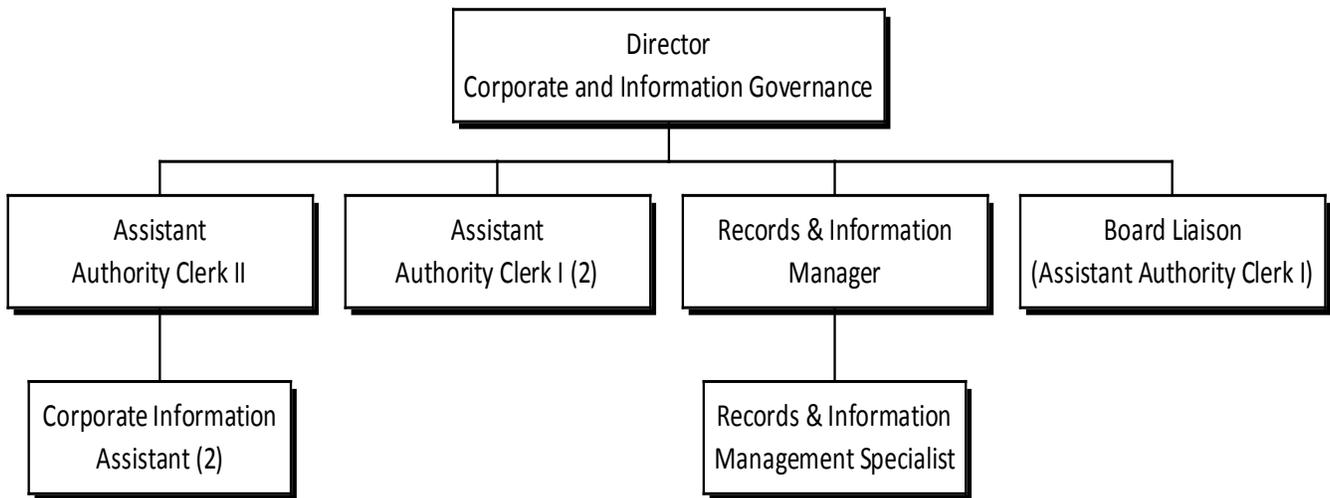 Director
Corporate and Information Governance
Assistant
Authority Clerk II
Assistant
Authority Clerk I (2)
Records & Information
Manager
Board Liaison
(Assistant Authority Clerk I)
Corporate Information
Assistant (2)
Records & Information
Management Specialist